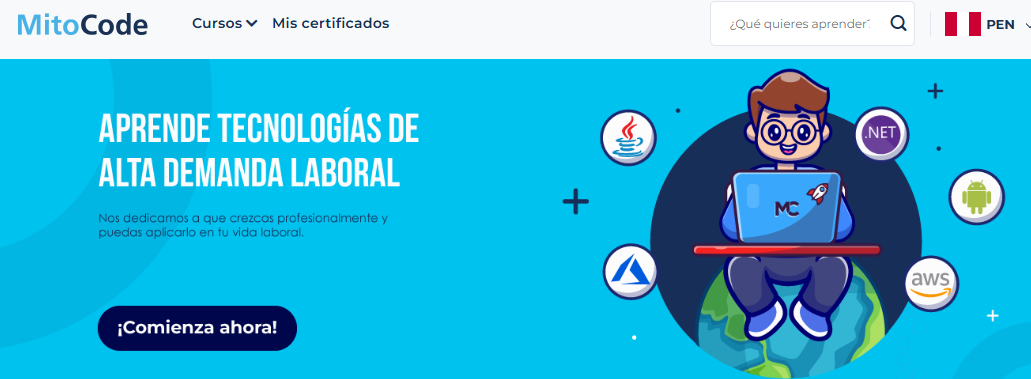 MitoCode
Cursos
Mis certificados
¿Qué quieres aprender?
PEN
APRENDE TECNOLOGÍAS DE
ALTA DEMANDA LABORAL
Nos dedicamos a que crezcas profesionalmente y
puedas aplicarlo en tu vida laboral.
¡Comienza ahora!
.NET
MC
aws